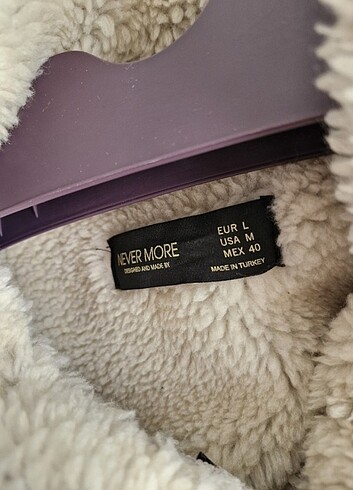 NEVER MORE
DESIGNED AND MADE BY
EUR L
USA M
MEX 40
MADE IN TURKEY